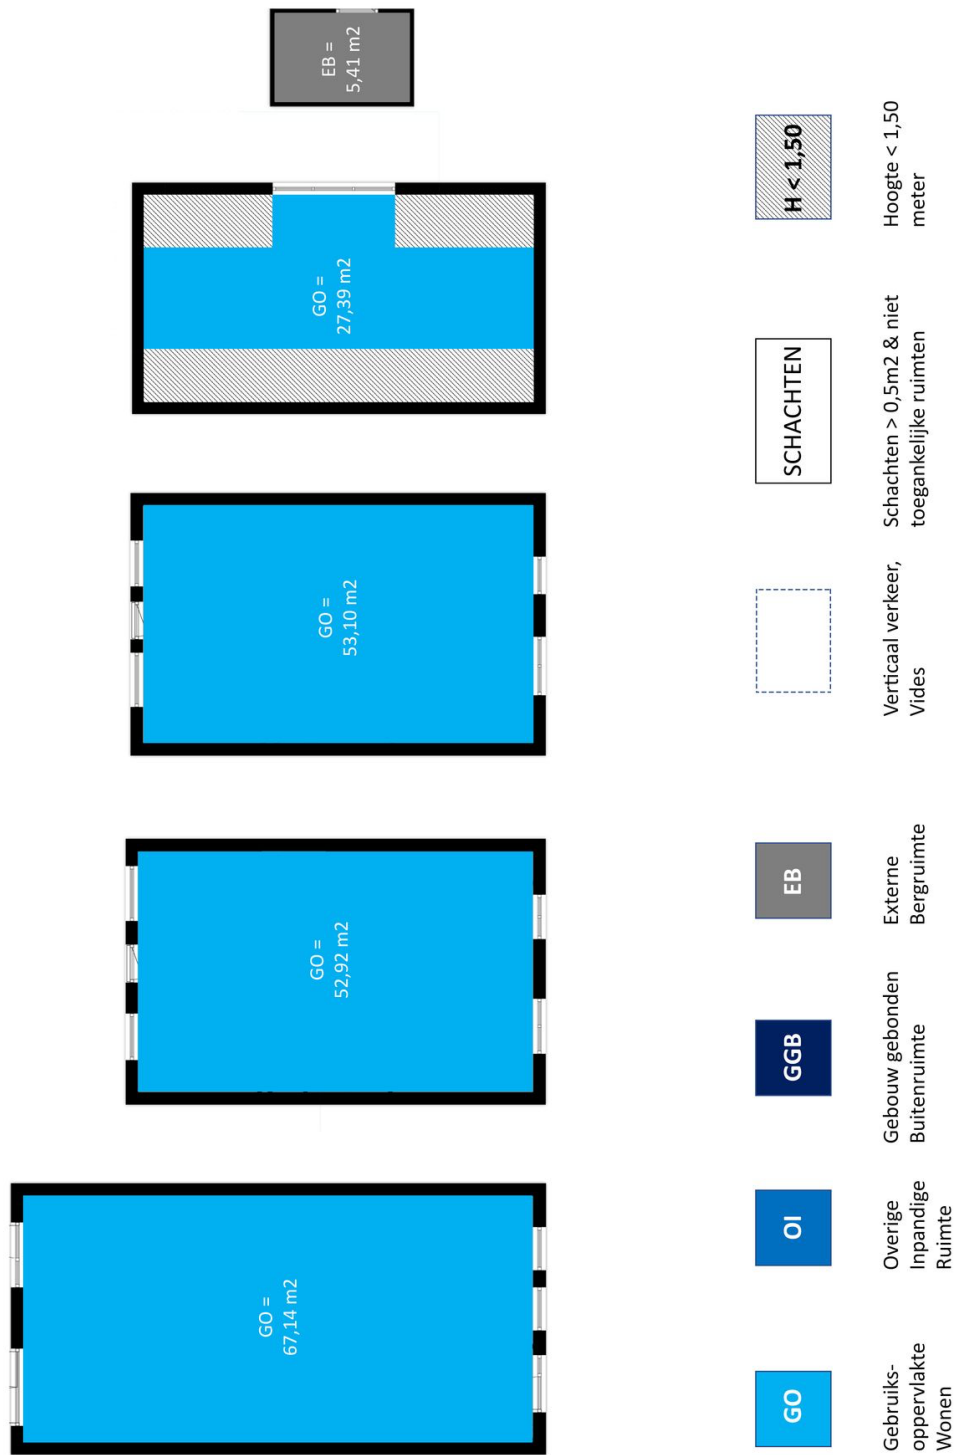 GO =
67,14 m2
GO =
52,92 m2
GO =
53,10 m2
GO =
27,39 m2
EB =
5,41 m2
GO
Gebruiks-
oppervlakte
Wonen
OI
Overige
Inpandige
Ruimte
GGB
Gebouw gebonden
Buitenruimte
EB
Externe
Bergruimte
Verticaal verkeer,
Vides
SCHACHTEN
Schachten > 0,5m2 & niet
toegankelijke ruimten
H < 1,50
Hoogte < 1,50
meter